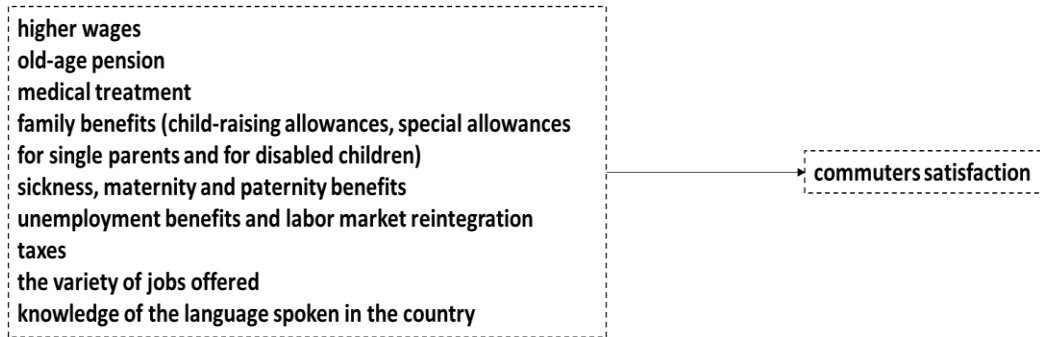 higher wages
old-age pension
medical treatment
family benefits (child-raising allowances, special allowances
for single parents and for disabled children)
sickness, maternity and paternity benefits
unemployment benefits and labor market reintegration
taxes
the variety of jobs offered
knowledge of the language spoken in the country
commuters satisfaction